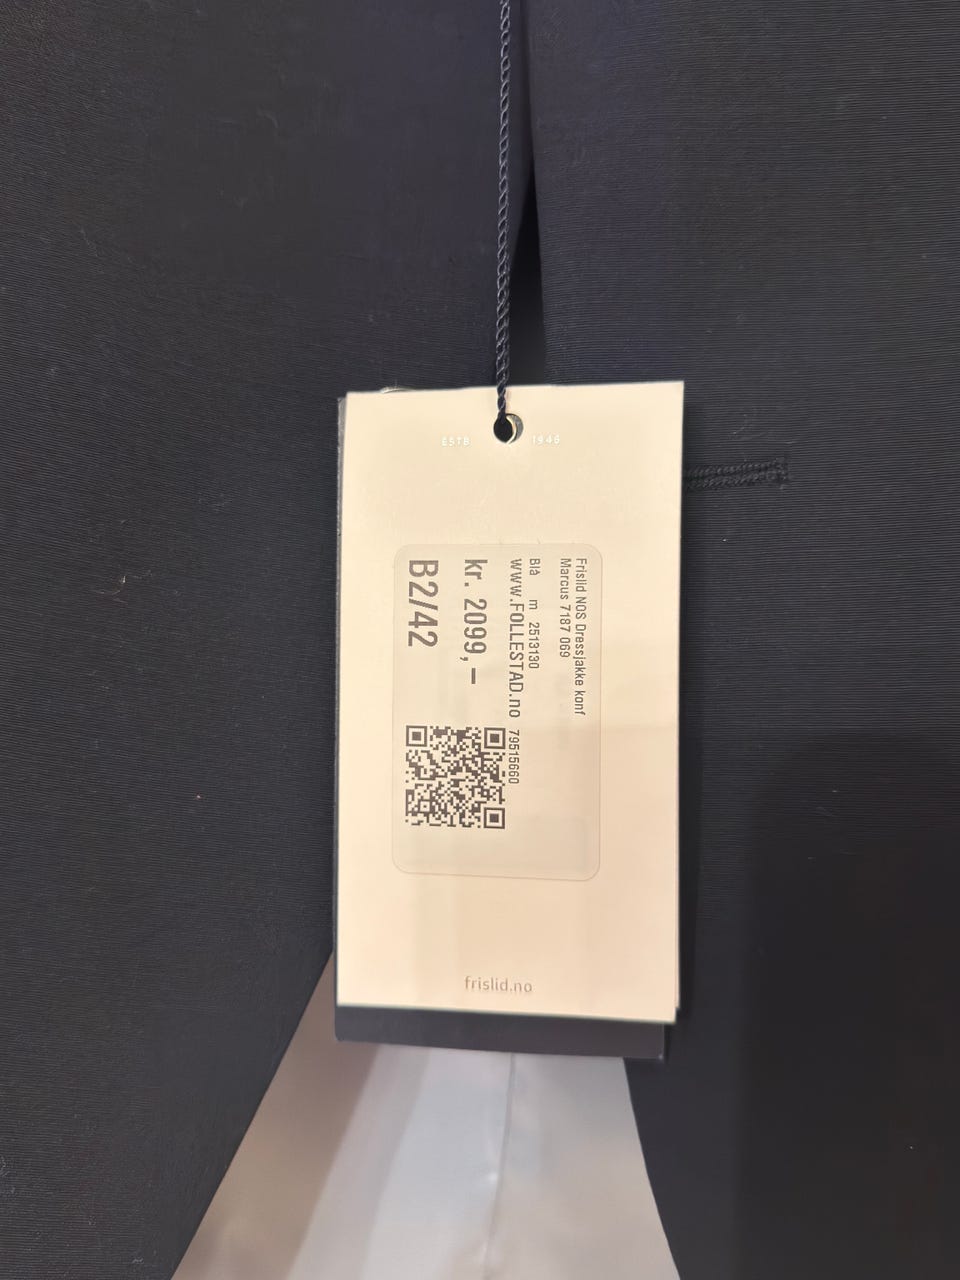 ESTB 1946
Frislid NOS Dressjakke konf
Marcus 7187 069
Blå m 2513130
www.FOLLESTAD.no 79515660
kr. 2099,-
B2/42
frislid.no